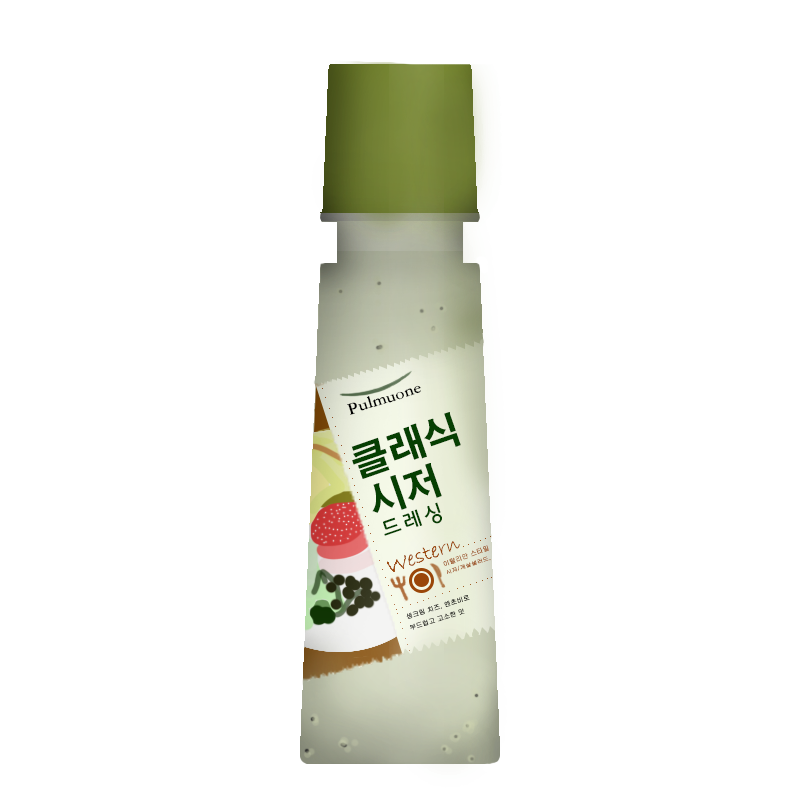 Pulmuone
클래식
시저
드레싱
Western
이탈리안 스타일
시저/게살샐러드
생크림 치즈, 엔초비로
부드럽고 고소한 맛